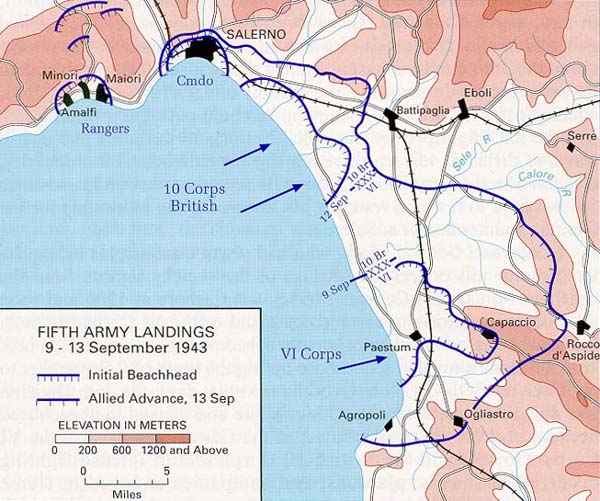 SALERNO
Minori
Maiori
Cmdo
Amalfi
Rangers
Eboli
Battipaglia
Serre
Sele R
Calore R
10 Corps
British
12 Sep
10 Br
XXX
VI
9 Sep
10 Br
XXX
VI
Capaccio
Paestum
Rocco
d'Aspide
VI Corps
Agropoli
Ogliastro
FIFTH ARMY LANDINGS
9 - 13 September 1943
Initial Beachhead
Allied Advance, 13 Sep
ELEVATION IN METERS
0 200 600 1200 and Above
0 5
Miles